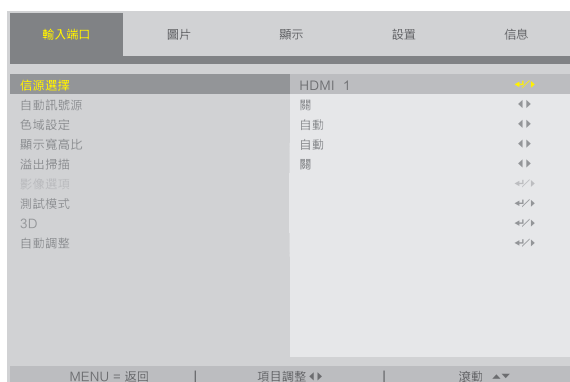 輸入端口 圖片 顯示 設置 信息
信源選擇 HDMI 1
自動訊號源 關
色域設定 自動
顯示寬高比 自動
溢出掃描 關
影像選項
測試模式
3D
自動調整
MENU = 返回 | 項目調整 | 滾動